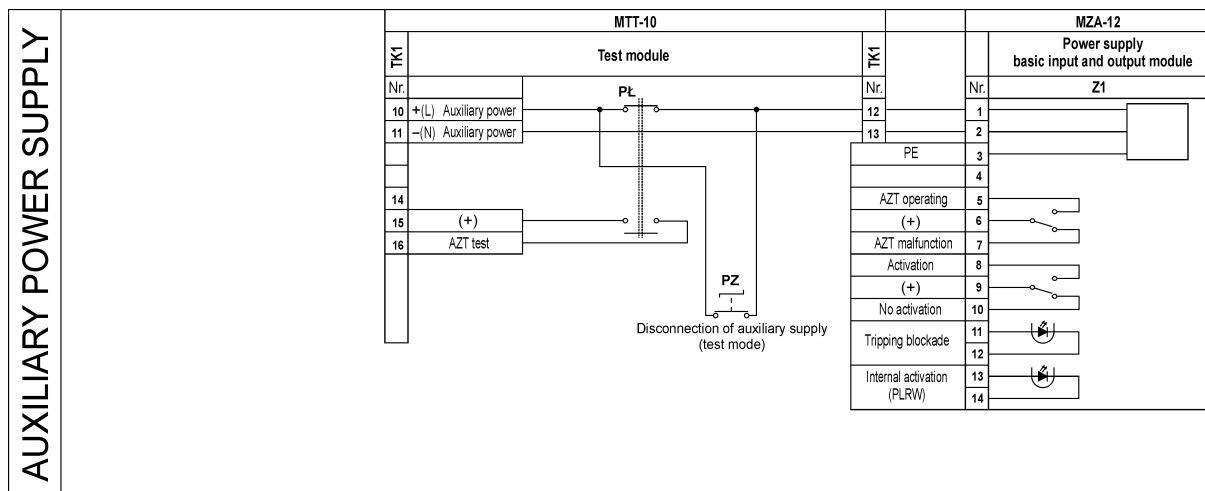 AUXILIARY POWER SUPPLY
MTT-10
MZA-12
TK1
Test module
TK1
Power supply
basic input and output module
Nr.
Nr.
Nr.
Z1
PŁ
10 +(L) Auxiliary power
12
1
11 –(N) Auxiliary power
13
2
PE 3
4
14
AZT operating 5
15 (+)
(+) 6
16 AZT test
AZT malfunction 7
Activation 8
(+) 9
No activation 10
PZ
Disconnection of auxiliary supply
(test mode)
Tripping blockade
11
12
Internal activation
(PLRW)
13
14